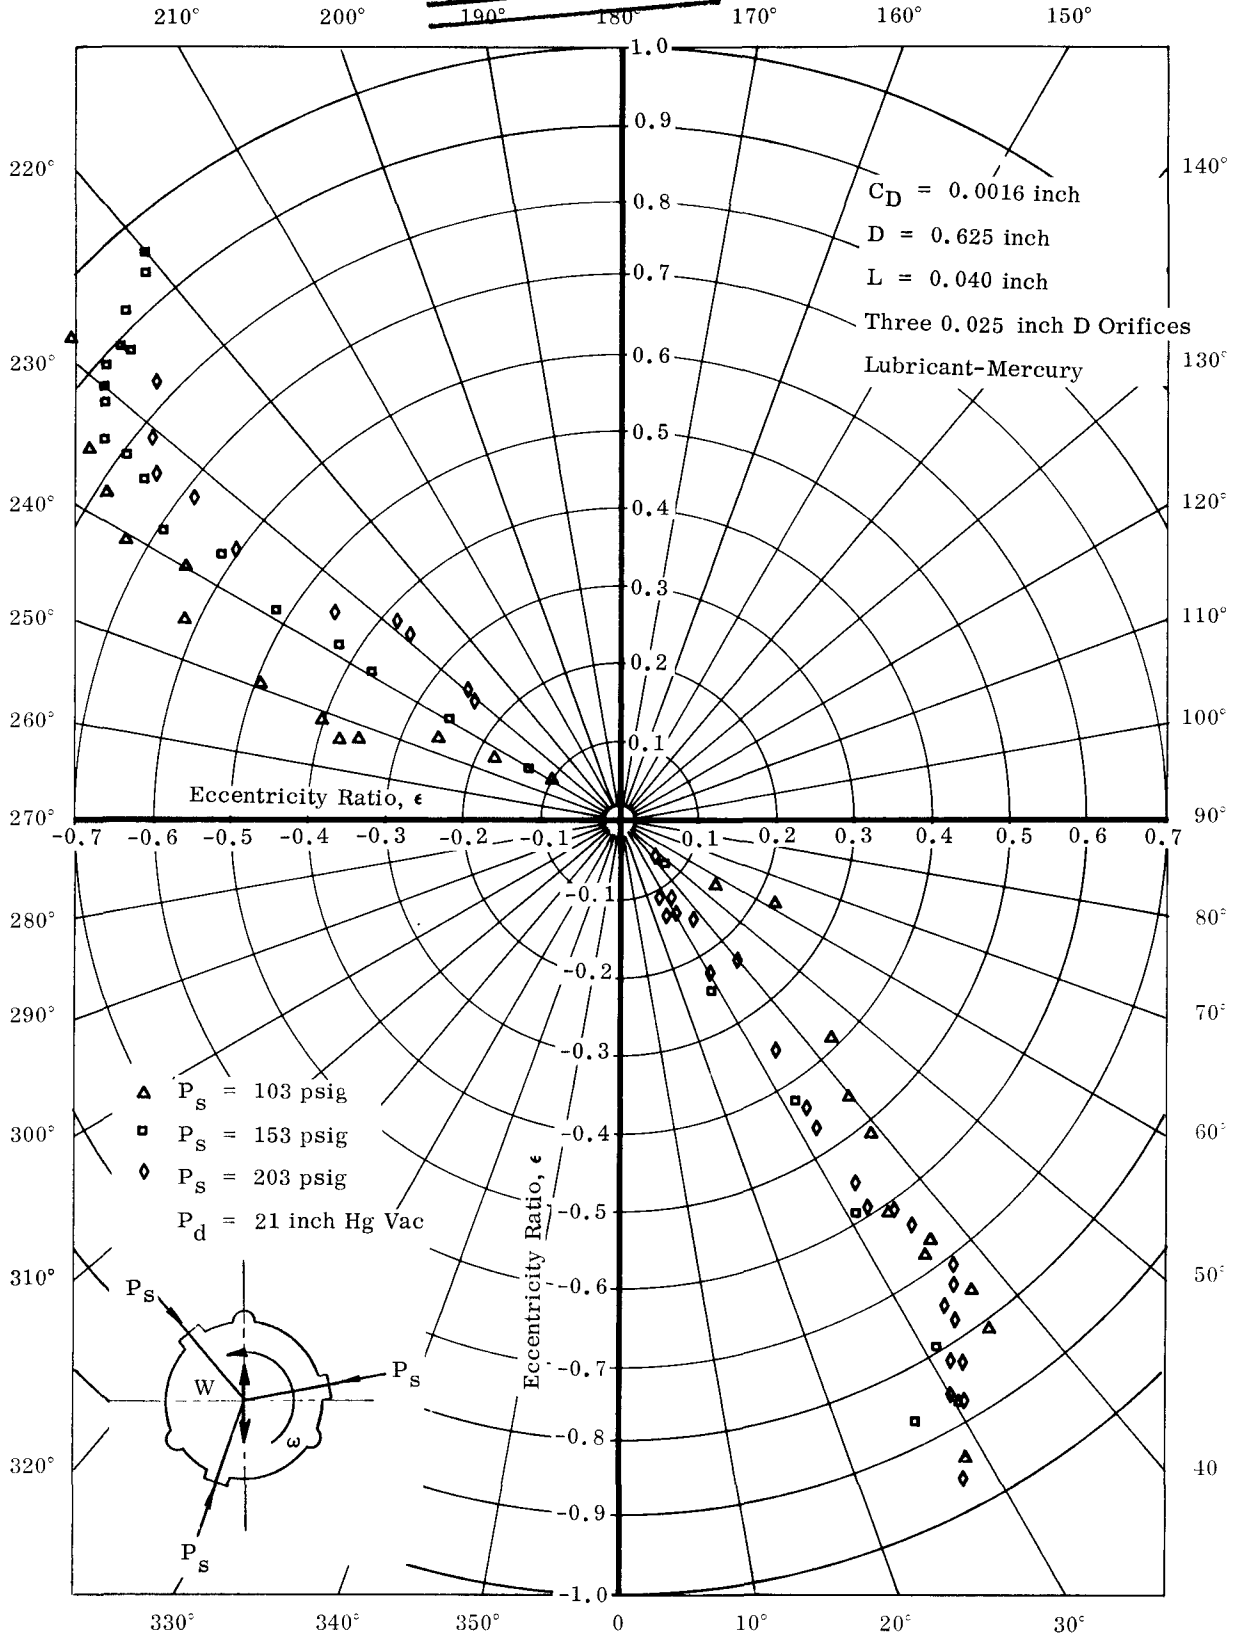 210° 200° 190° 180° 170° 160° 150°
1.0
0.9
220° 140°
C_D = 0.0016 inch
0.8
D = 0.625 inch
0.7
L = 0.040 inch
Three 0.025 inch D Orifices
230° 0.6 130°
Lubricant-Mercury
0.5
240° 0.4 120°
0.3
250° 110°
0.2
260° 100°
0.1
Eccentricity Ratio, ϵ
270° 90°
-0.7 -0.6 -0.5 -0.4 -0.3 -0.2 -0.1 0.1 0.2 0.3 0.4 0.5 0.6 0.7
-0.1
280° 80°
-0.2
290° 70°
-0.3
P_s = 103 psig
300° P_s = 153 psig -0.4 60°
P_s = 203 psig
P_d = 21 inch Hg Vac
-0.5
Eccentricity Ratio, ϵ
310° 50°
-0.6
P_s
-0.7
W P_s
ω
-0.8
320° 40
-0.9
P_s
-1.0
330° 340° 350° 0 10° 20° 30°